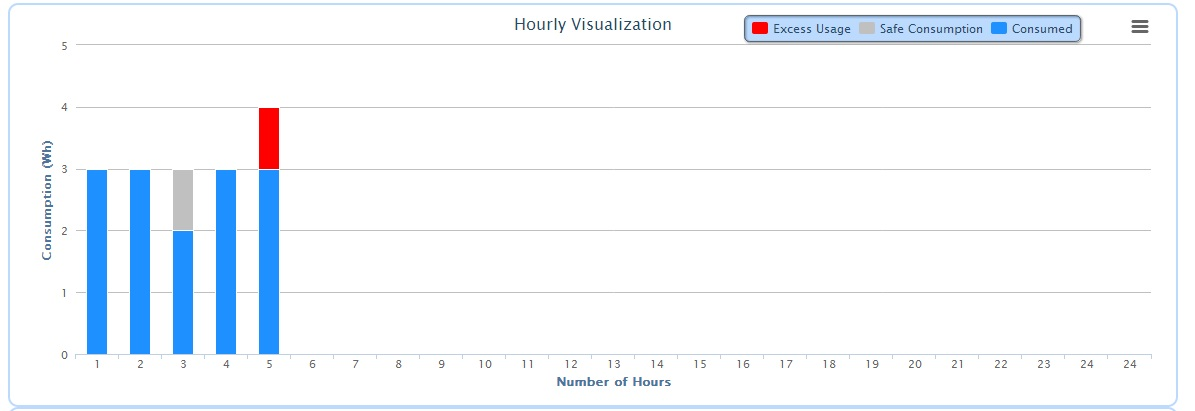 Hourly Visualization
Excess Usage Safe Consumption Consumed
5
4
3
2
1
0
Consumption (Wh)
1 2 3 4 5 6 7 8 9 10 11 12 13 14 15 16 17 18 19 20 21 22 23 24 24
Number of Hours